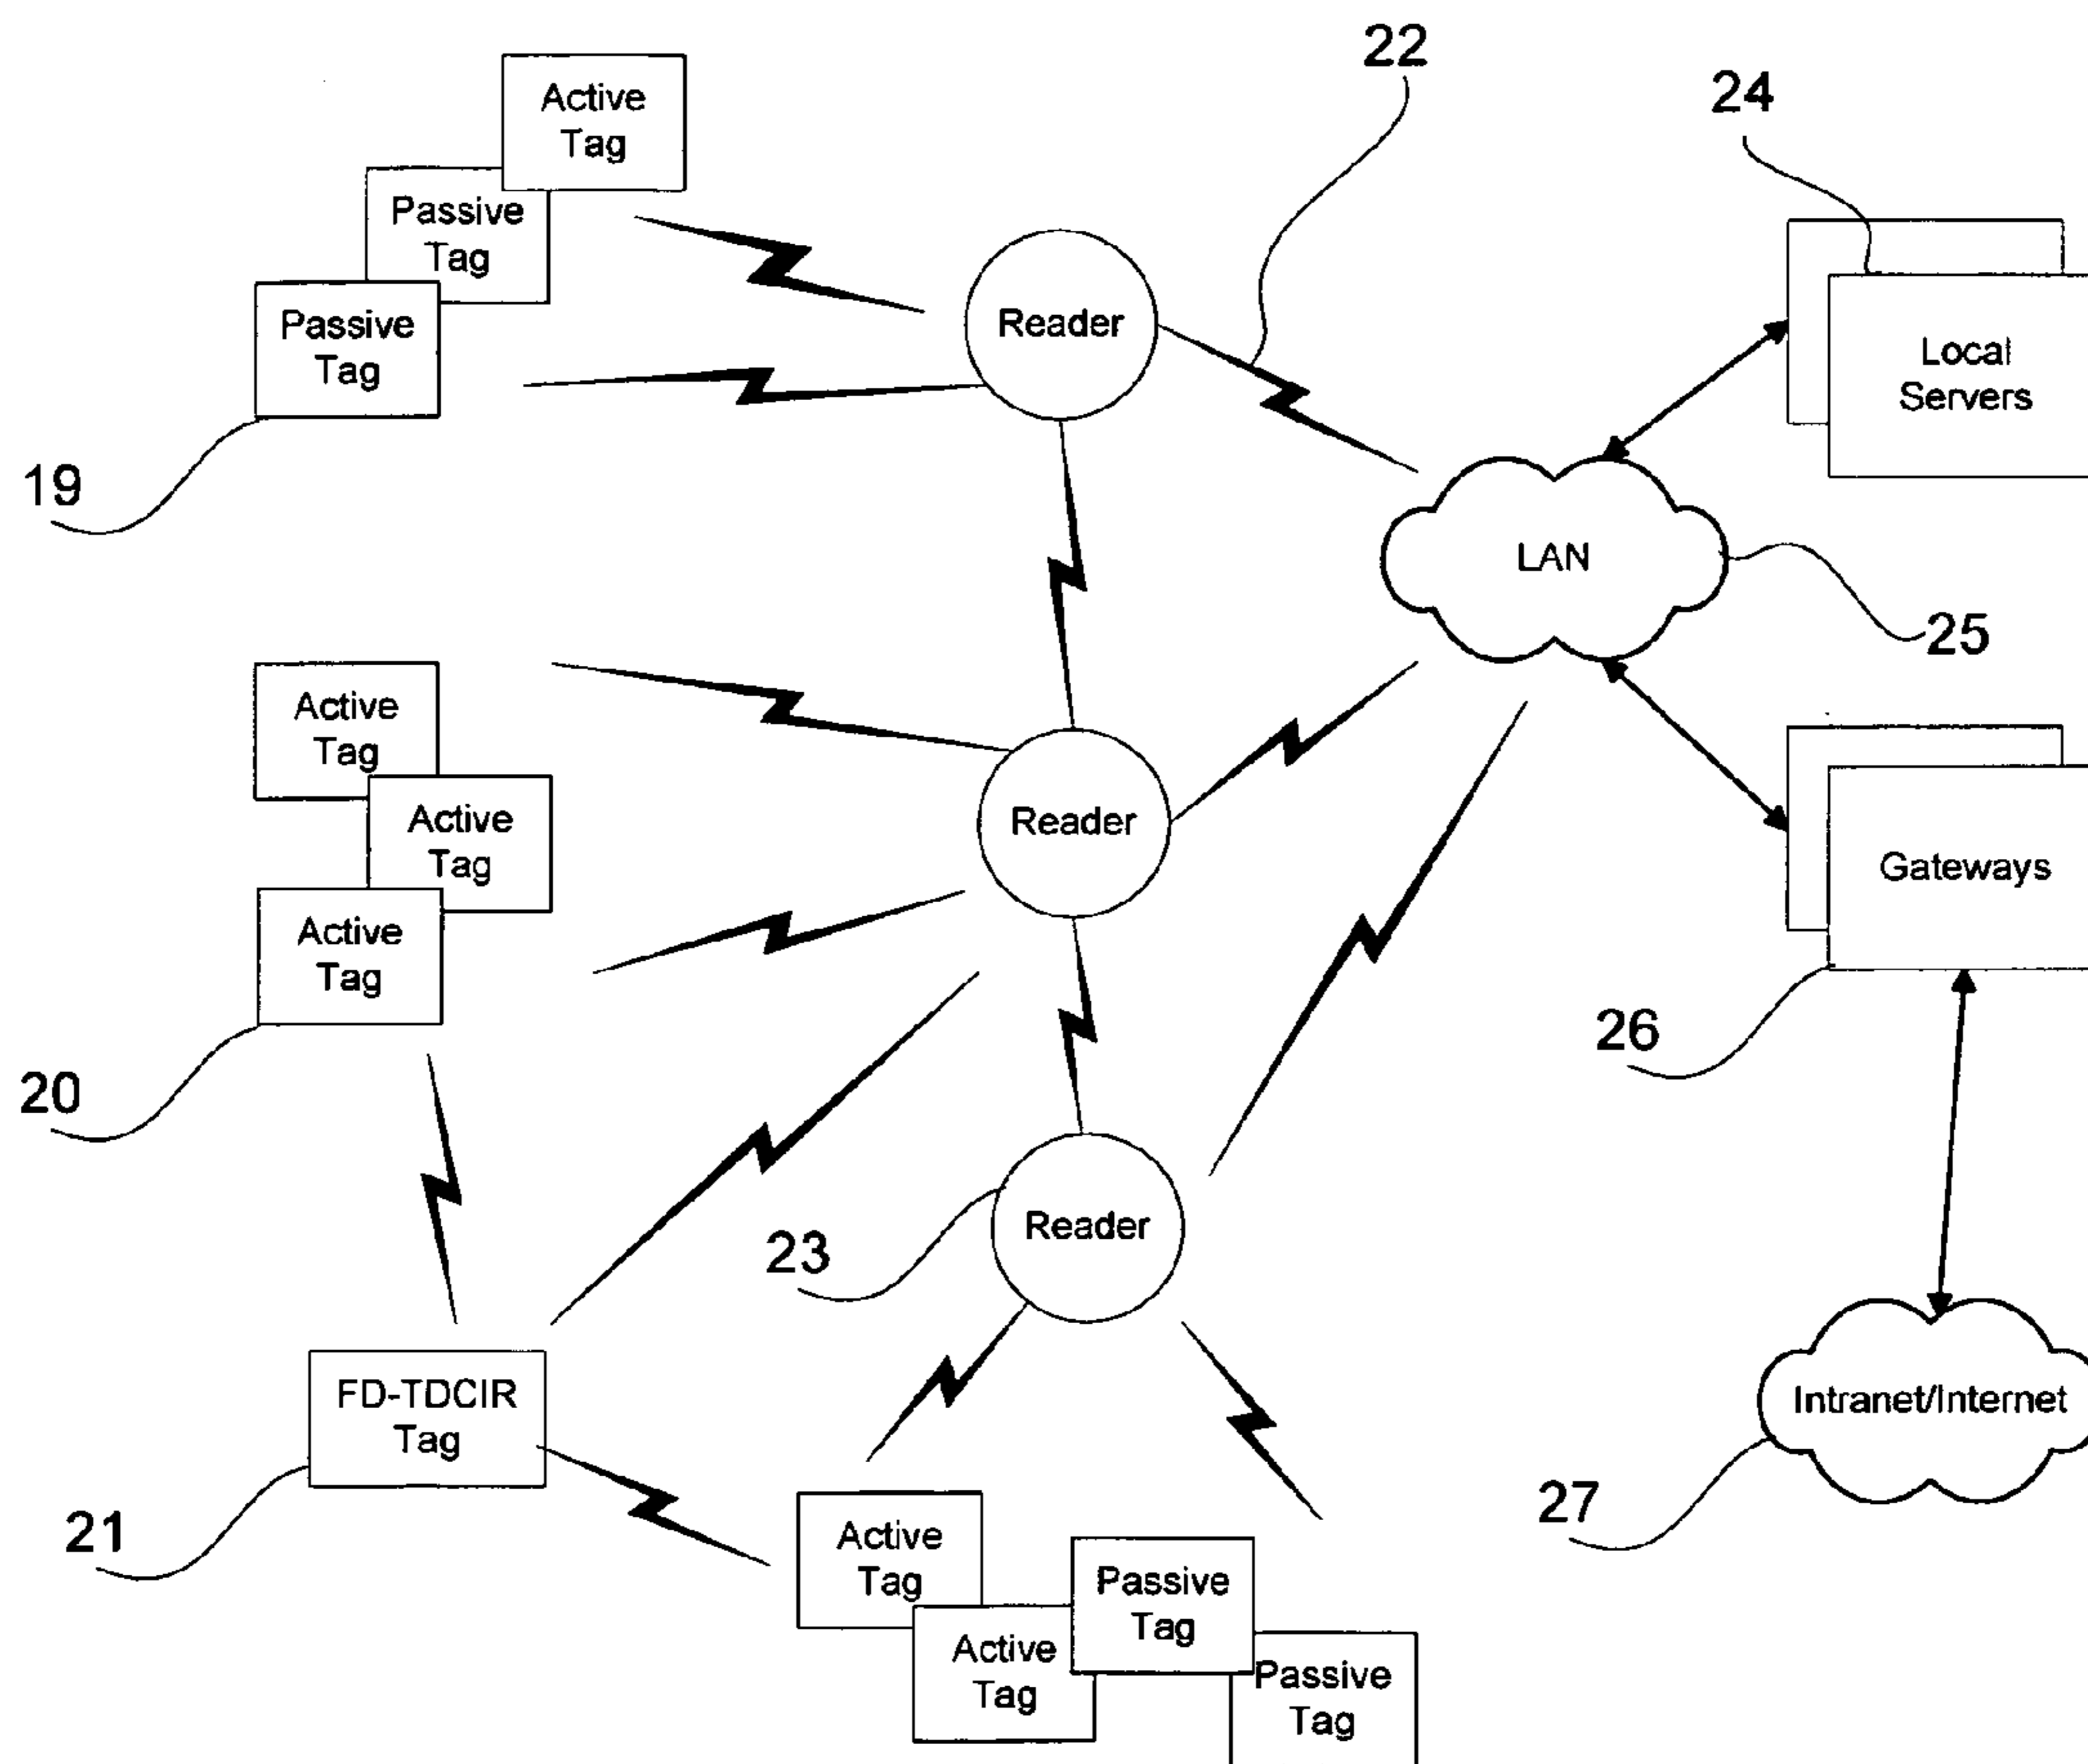 22
24
Active
Tag
Passive
Tag
Passive
Tag
Reader
Local
Servers
19
LAN
25
Active
Tag
Active
Tag
Active
Tag
Reader
Gateways
26
20
Reader
23
FD-TDCIR
Tag
Intranet/Internet
27
21
Active
Tag
Active
Tag
Passive
Tag
Passive
Tag